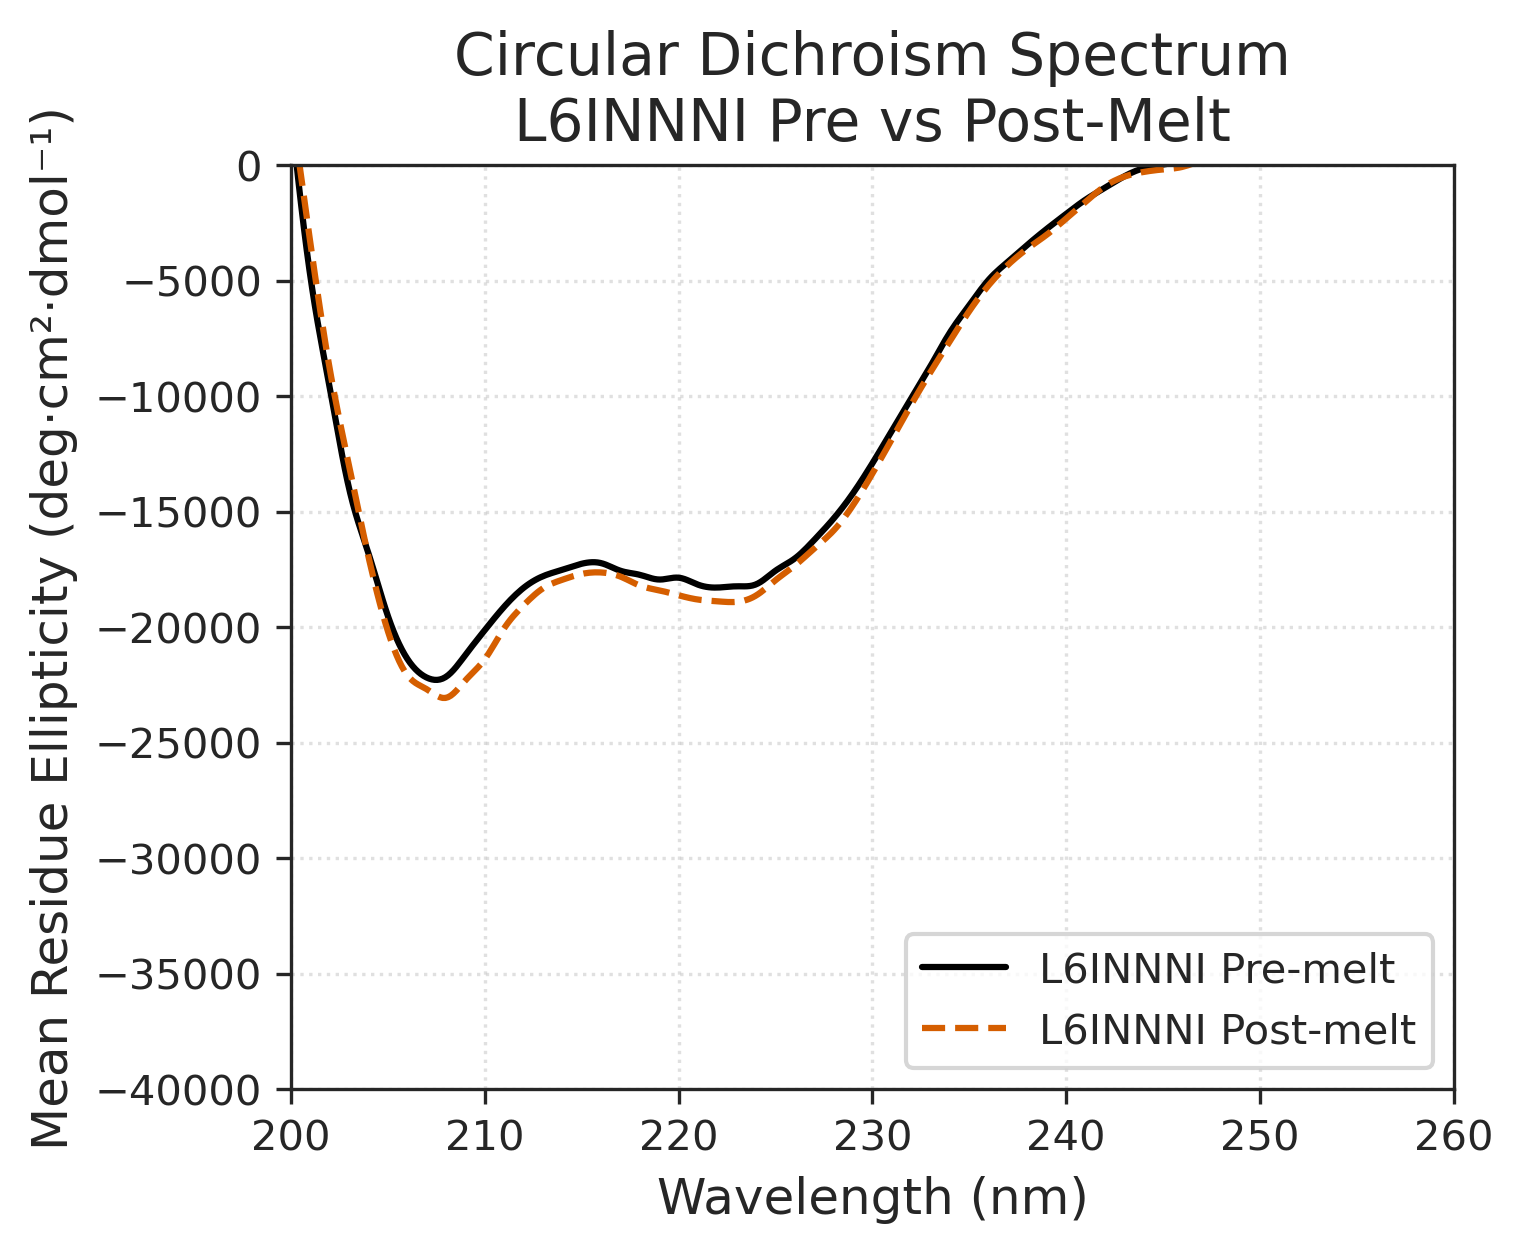 Circular Dichroism Spectrum
L6INNNI Pre vs Post-Melt
Mean Residue Ellipticity (deg·cm²·dmol⁻¹)
0
−5000
−10000
−15000
−20000
−25000
−30000
−35000
−40000
L6INNNI Pre-melt
L6INNNI Post-melt
200 210 220 230 240 250 260
Wavelength (nm)